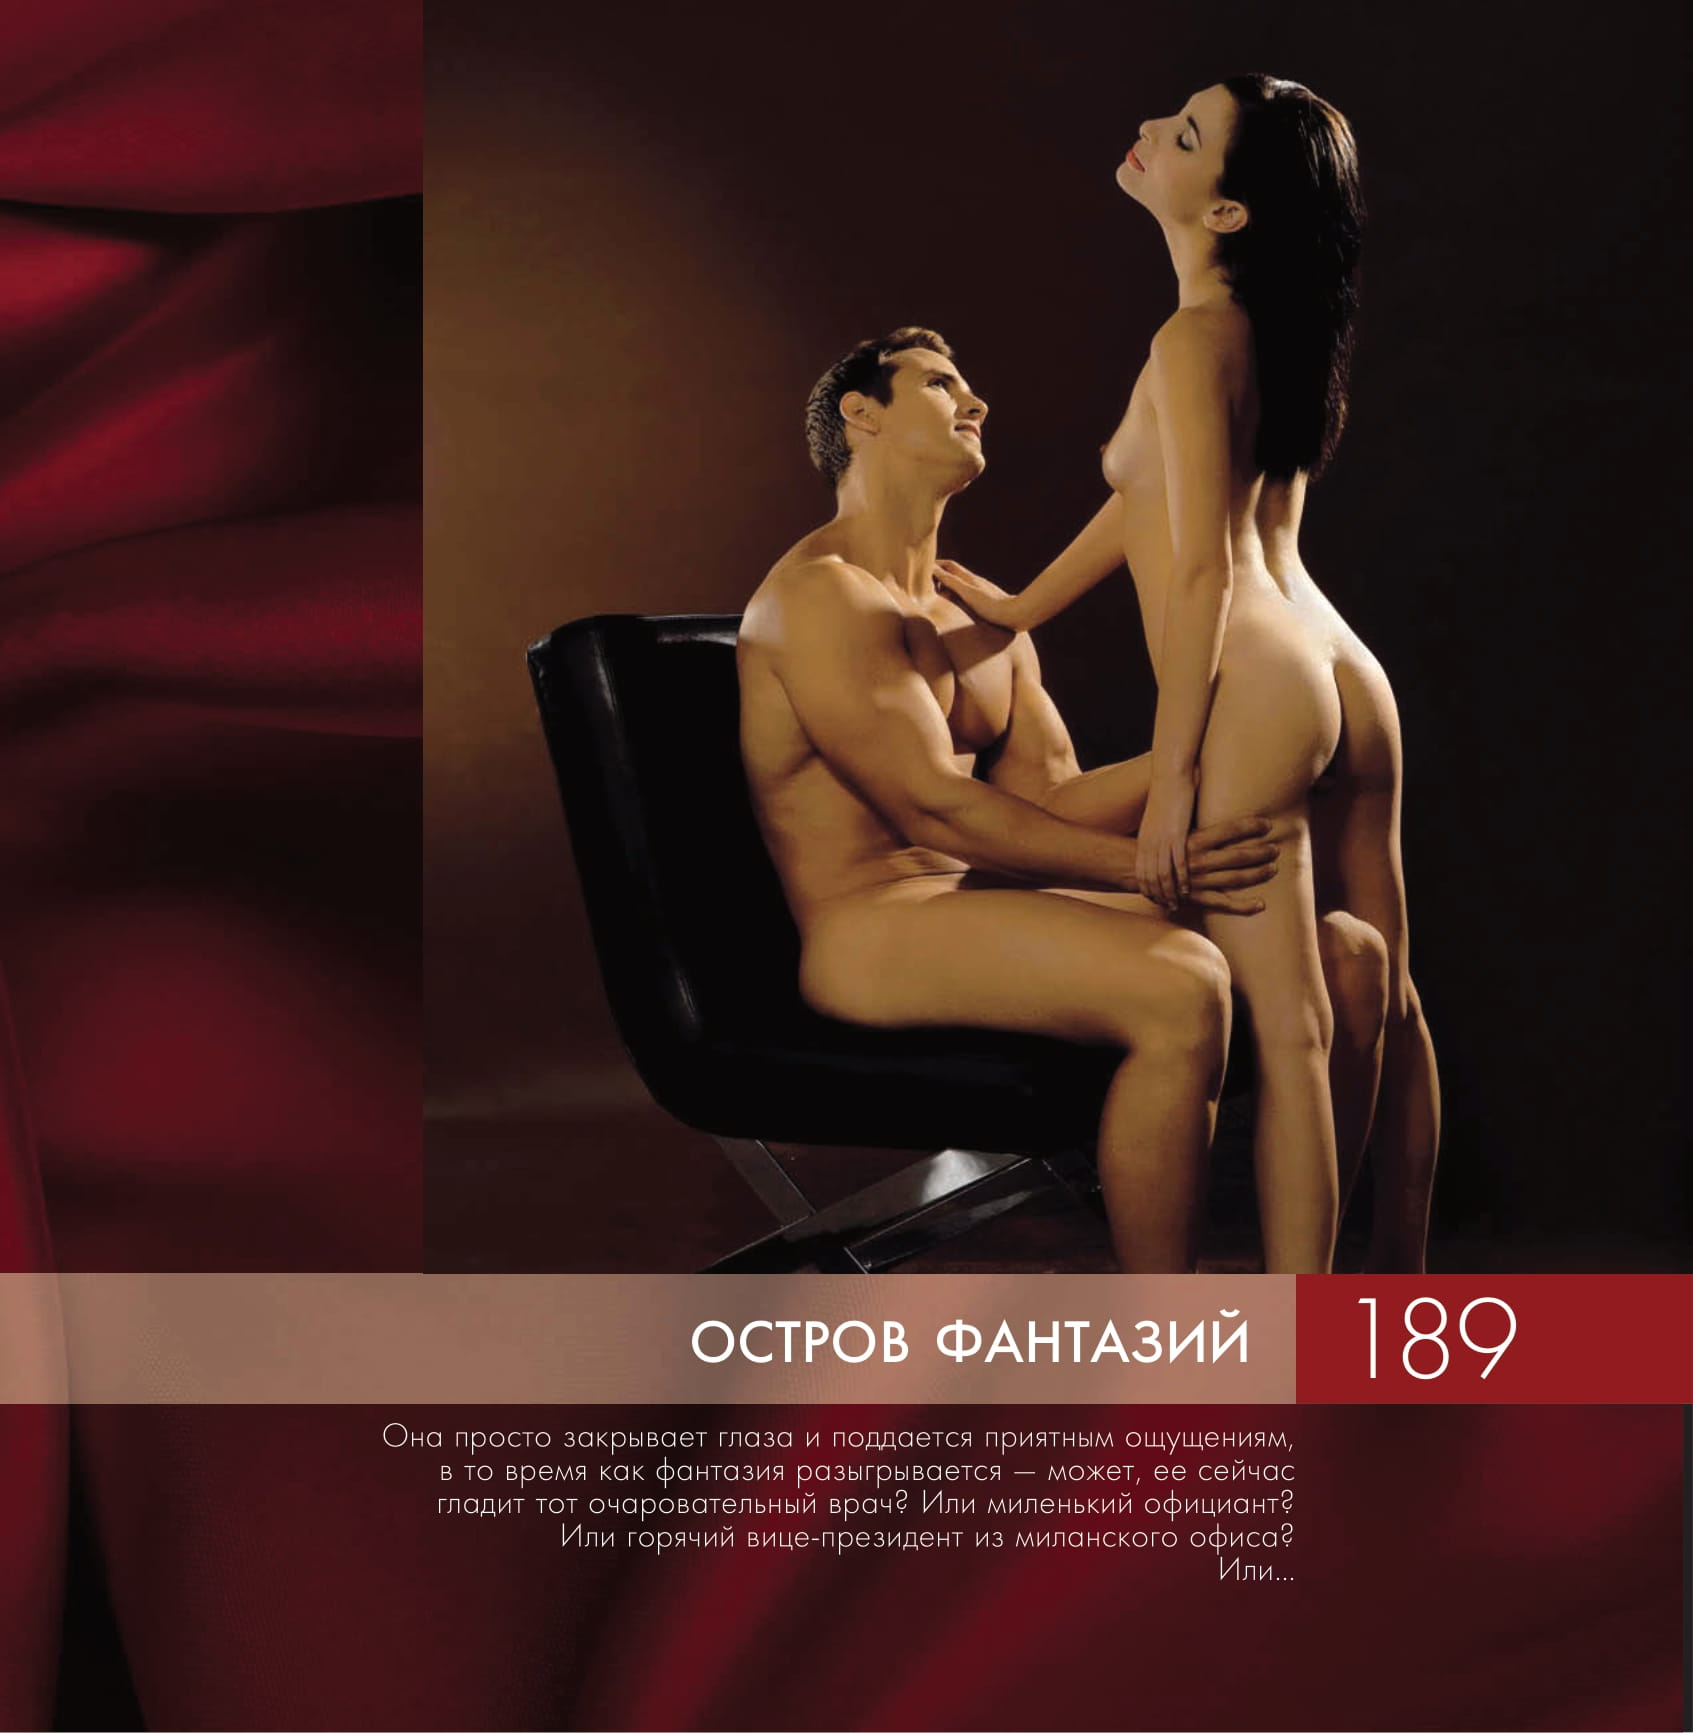 ОСТРОВ ФАНТАЗИЙ 189
Она просто закрывает глаза и поддается приятным ощущениям,
в то время как фантазия разыгрывается — может, ее сейчас
гладит тот очаровательный врач? Или миленький официант?
Или горячий вице-президент из миланского офиса?
Или...